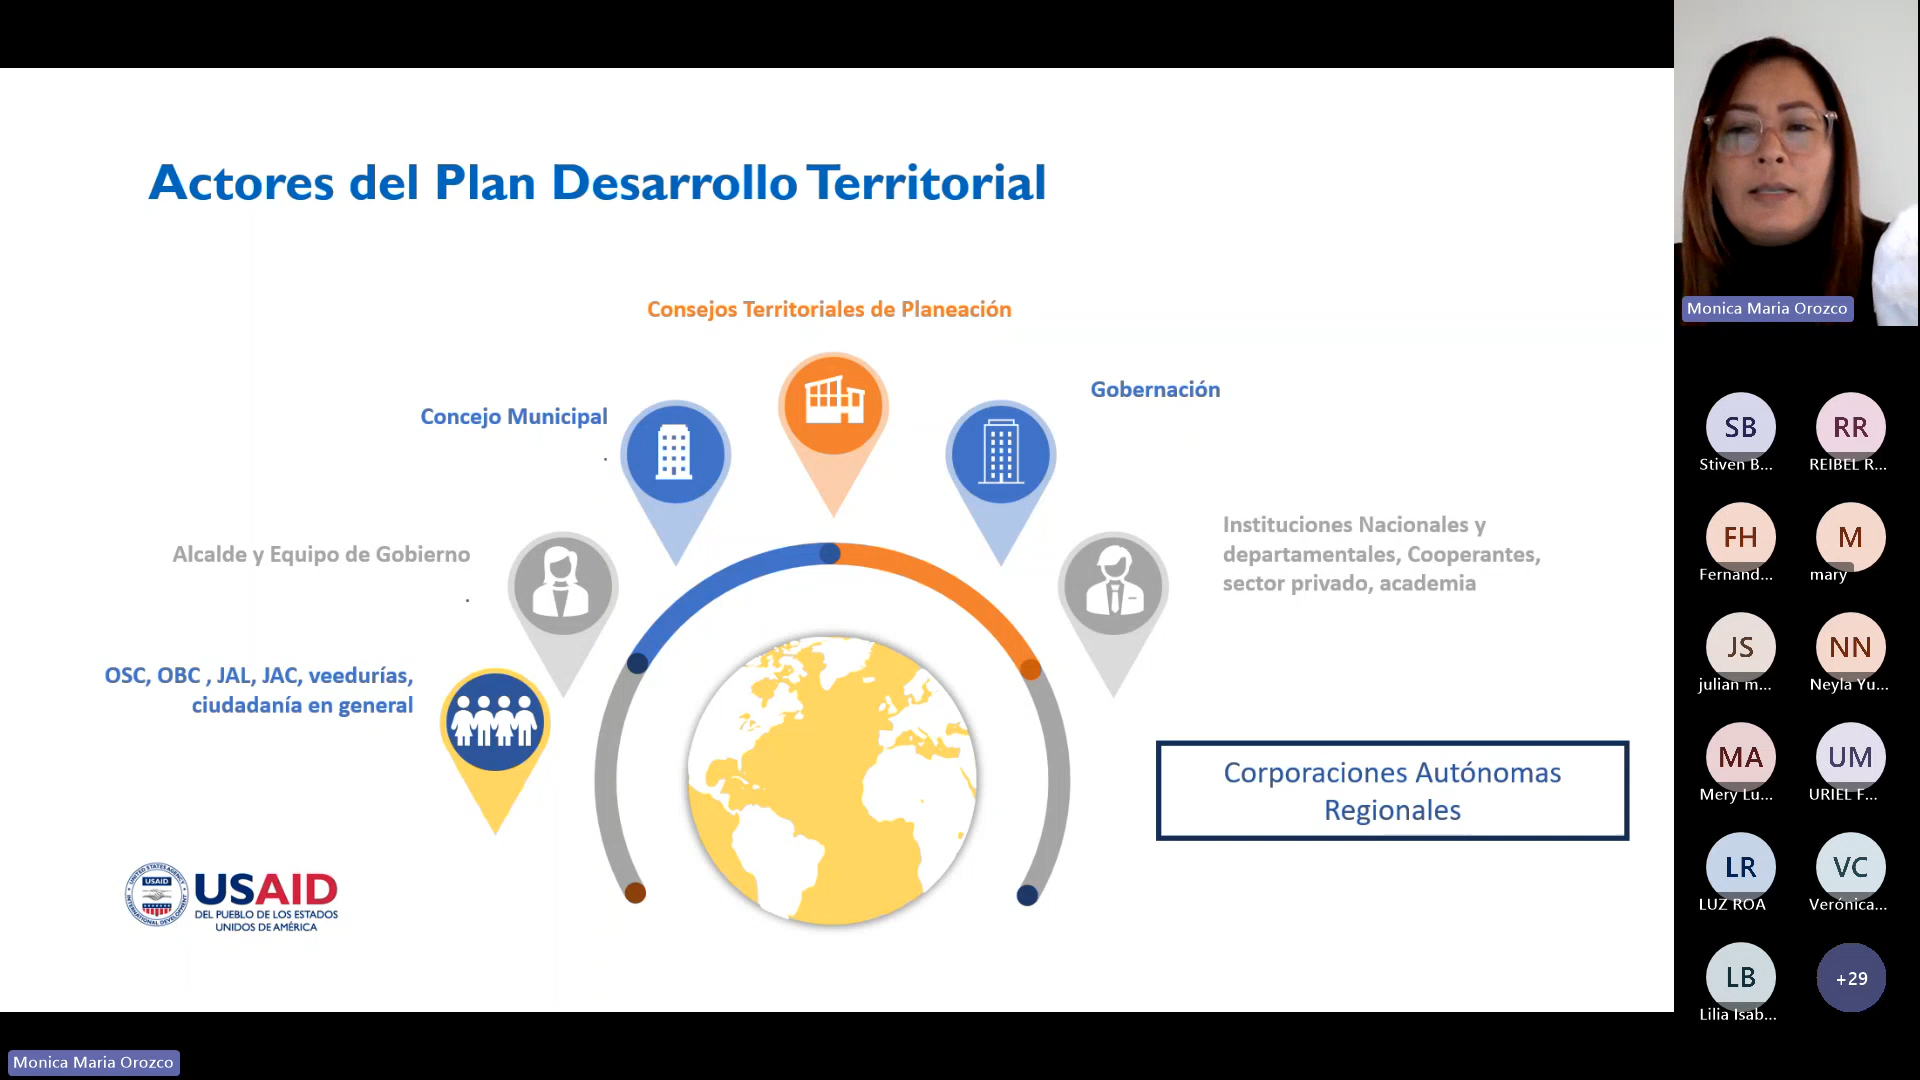 Actores del Plan Desarrollo Territorial
Consejos Territoriales de Planeación
Concejo Municipal
.
Gobernación
Alcalde y Equipo de Gobierno
.
Instituciones Nacionales y
departamentales, Cooperantes,
sector privado, academia
OSC, OBC , JAL, JAC, veedurías,
ciudadanía en general
Corporaciones Autónomas
Regionales
USAID
USAID
DEL PUEBLO DE LOS ESTADOS
UNIDOS DE AMÉRICA
Monica Maria Orozco
Monica Maria Orozco
SB
Stiven B...
RR
REIBEL R...
FH
Fernand...
M
mary
JS
julian m...
NN
Neyla Yu...
MA
Mery Lu...
UM
URIEL F...
LR
LUZ ROA
VC
Verónica...
LB
Lilia Isab...
+29